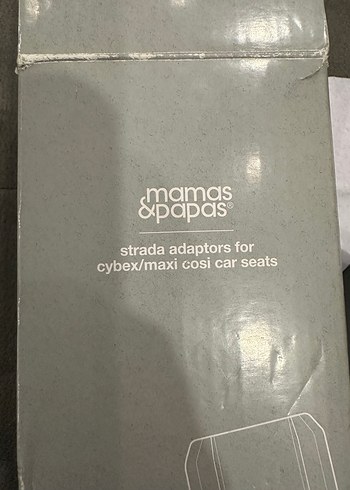 mamas
&papas®
strada adaptors for
cybex/maxi cosi car seats